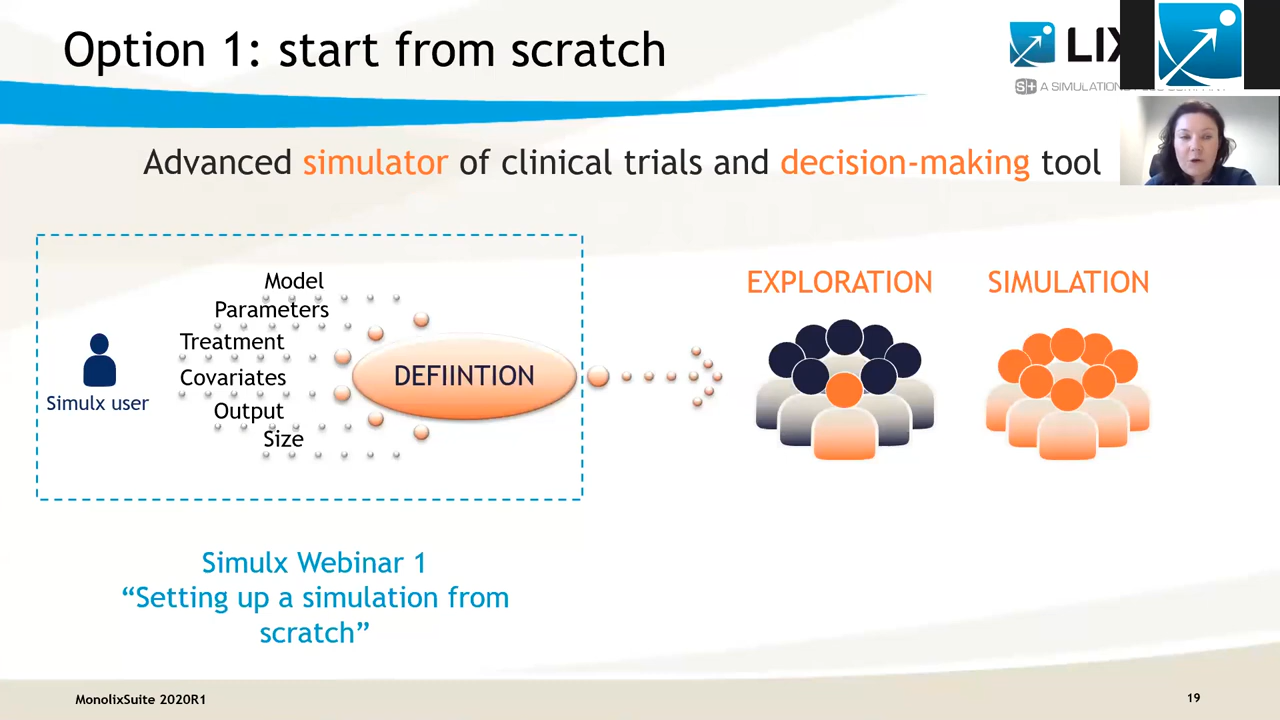 Option 1: start from scratch
LIX
S+ A SIMULATION
Advanced simulator of clinical trials and decision-making tool
Model
Parameters
Treatment
Covariates
Output
Size
Simulx user
DEFIINTION
EXPLORATION
SIMULATION
Simulx Webinar 1
“Setting up a simulation from
scratch”
MonolixSuite 2020R1
19